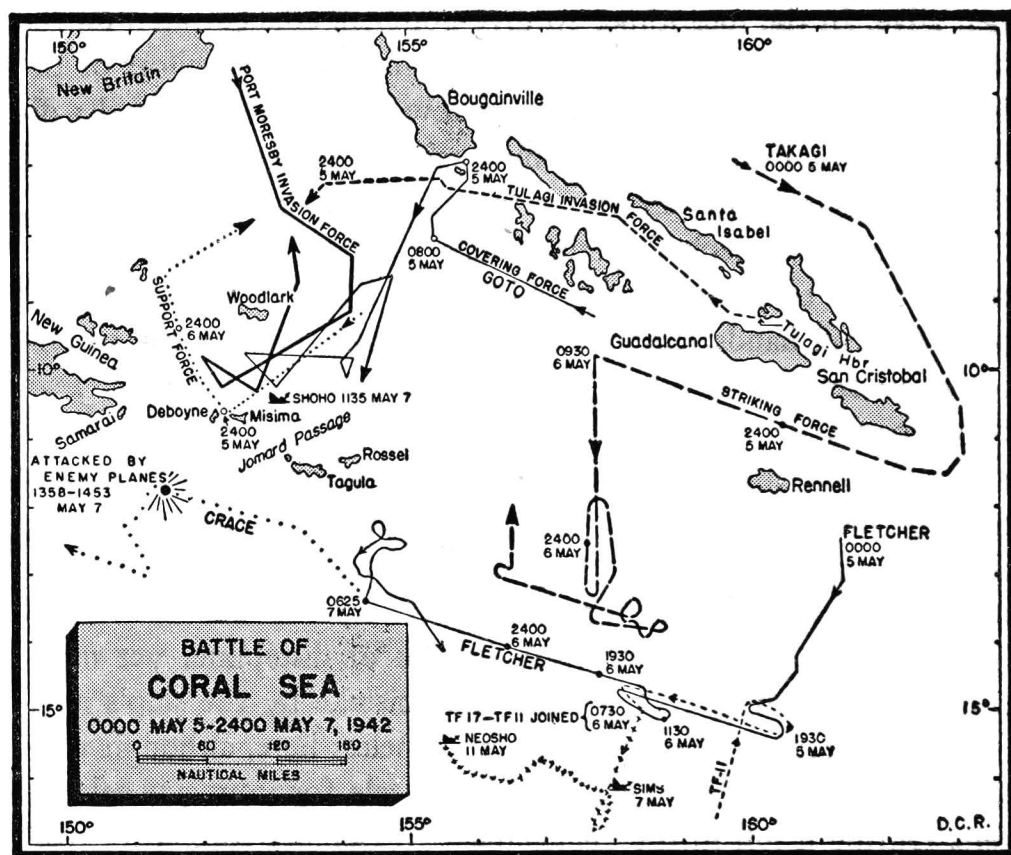 150°
155°
160°
New Britain
PORT MORESBY INVASION FORCE
Bougainville
2400
5 MAY
2400
5 MAY
TAKAGI
0000 5 MAY
TULAGI INVASION FORCE
Santa
Isabel
0800
5 MAY
COVERING FORCE
GOTO
SUPPORT FORCE
Woodlark
2400
6 MAY
New
Guinea
Guadalcanal
Tulagi Hbr
10°
0930
6 MAY
10°
San Cristobal
SHOHO 1135 MAY 7
STRIKING FORCE
2400
5 MAY
Deboyne
Misima
Samarai
2400
5 MAY
Jomard Passage
Rossel
Tagula
Rennell
ATTACKED BY
ENEMY PLANES
1358-1453
MAY 7
CRACE
2400
6 MAY
FLETCHER
0000
5 MAY
0625
7 MAY
2400
6 MAY
FLETCHER
1930
6 MAY
BATTLE OF
CORAL SEA
0000 MAY 5-2400 MAY 7, 1942
0 60 120 180
NAUTICAL MILES
15°
15°
TF 17-TF 11 JOINED
0730
6 MAY
1130
6 MAY
1930
5 MAY
NEOSHO
11 MAY
SIMS
7 MAY
TF-11
150°
155°
160°
D.C.R.